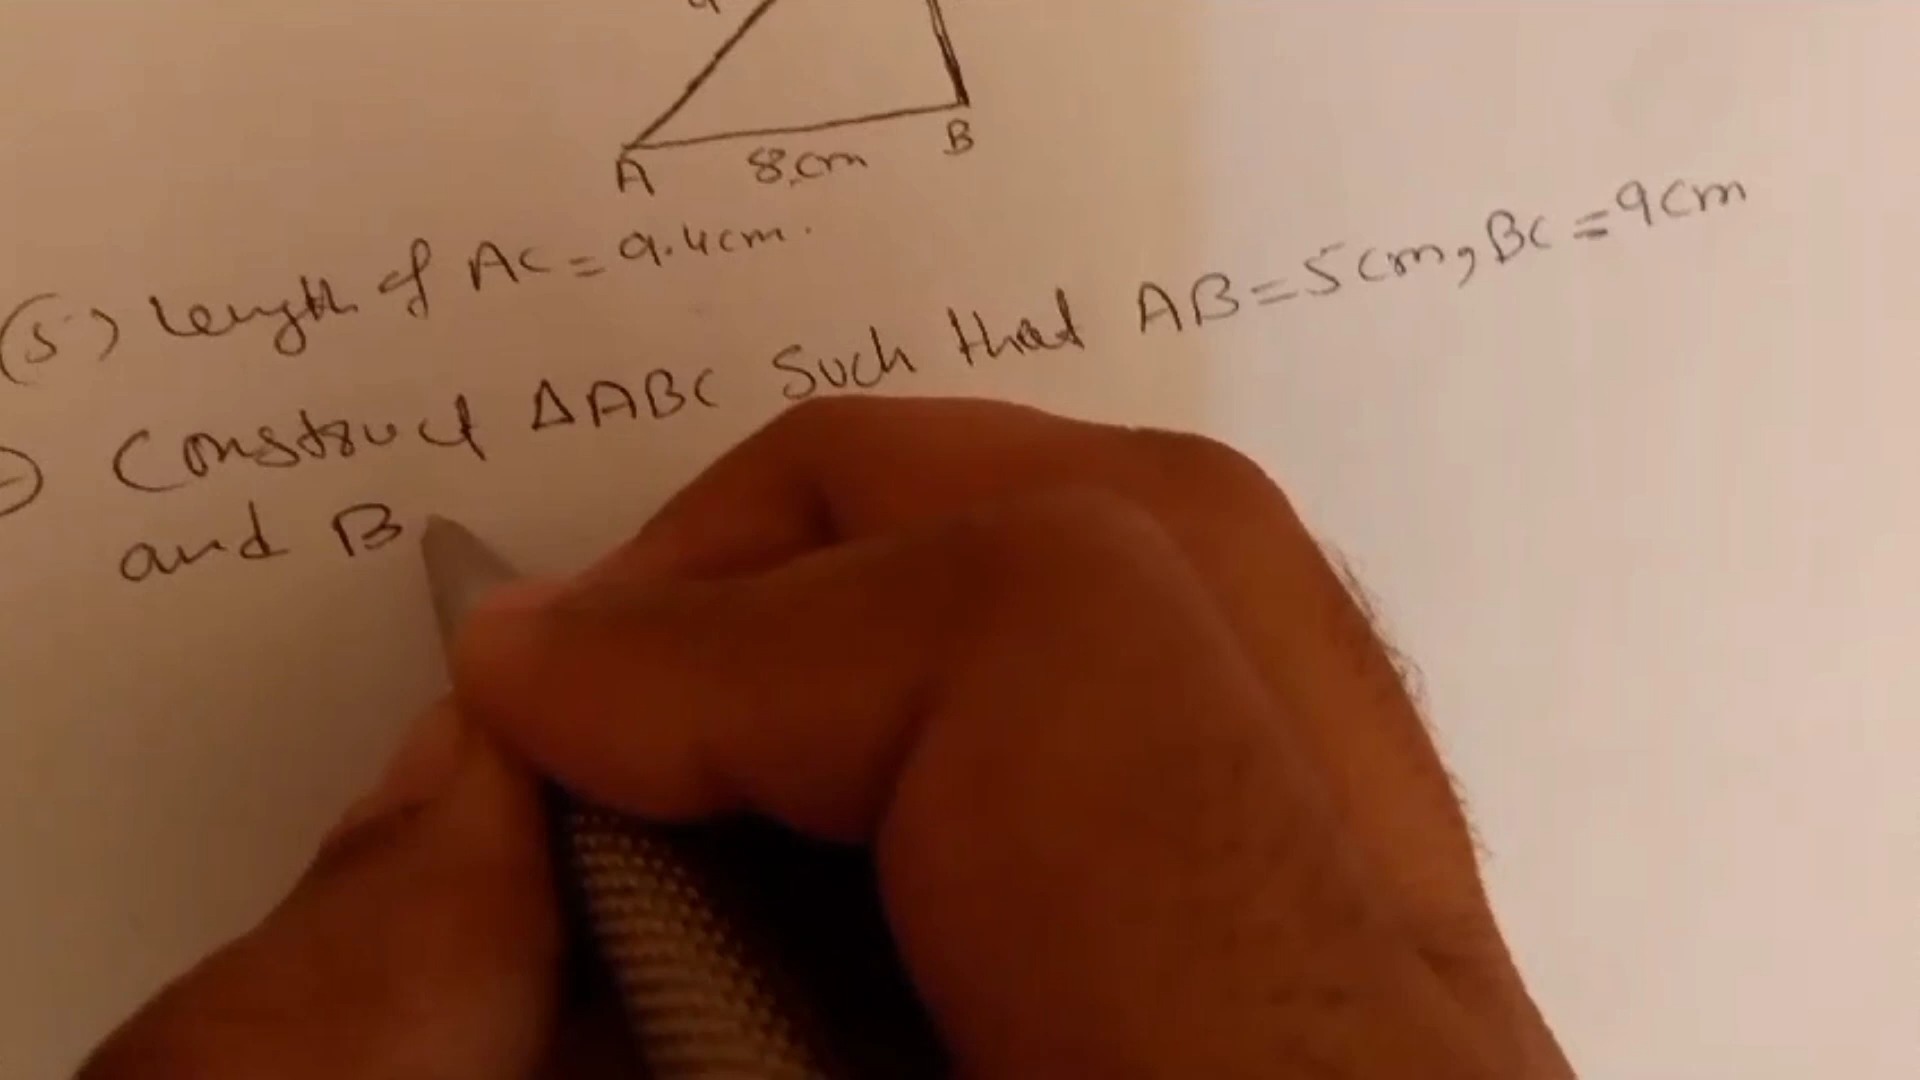 A 8cm B
(5) Length of AC = 9.4cm.
Construct ΔABC Such that AB = 5cm, BC = 9cm
and B